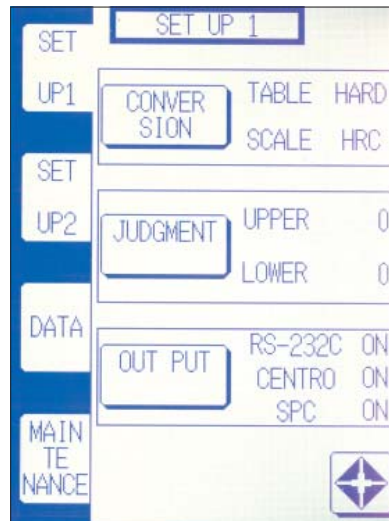 SET UP 1
SET
UP1
SET
UP2
DATA
MAIN
TE
NANCE
CONVER
SION
TABLE HARD
SCALE HRC
JUDGMENT
UPPER 0
LOWER 0
OUT PUT
RS-232C ON
CENTRO ON
SPC ON